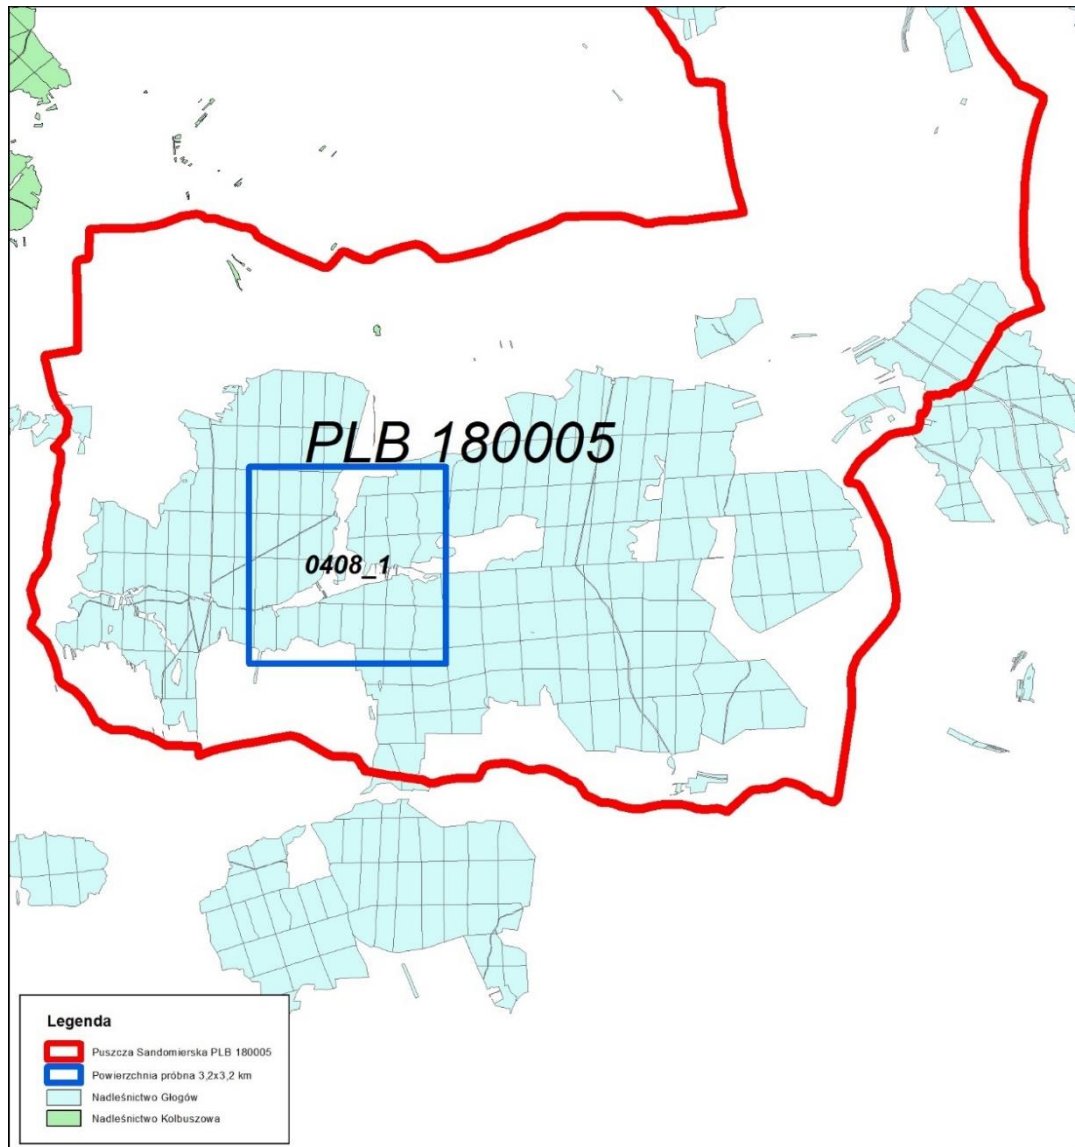 PLB 180005
0408_1
Legenda
Puszcza Sandomierska PLB 180005
Powierzchnia próbna 3,2x3,2 km
Nadleśnictwo Głogów
Nadleśnictwo Kolbuszowa